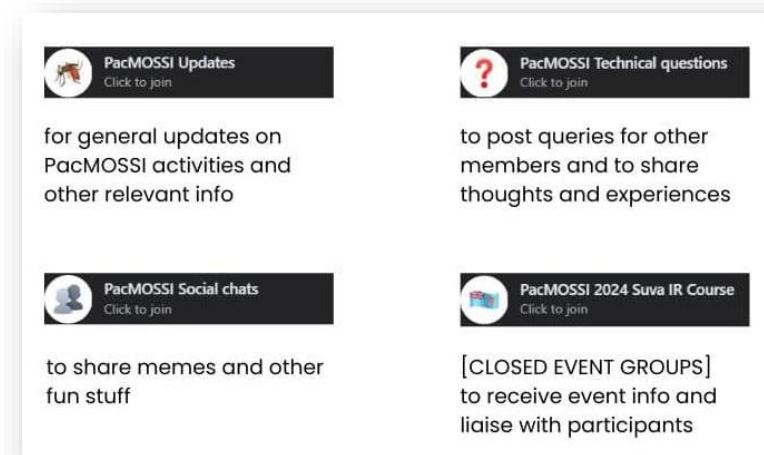 PacMOSSI Updates
Click to join
for general updates on
PacMOSSI activities and
other relevant info
PacMOSSI Technical questions
Click to join
to post queries for other
members and to share
thoughts and experiences
PacMOSSI Social chats
Click to join
to share memes and other
fun stuff
PacMOSSI 2024 Suva IR Course
Click to join
[CLOSED EVENT GROUPS]
to receive event info and
liaise with participants